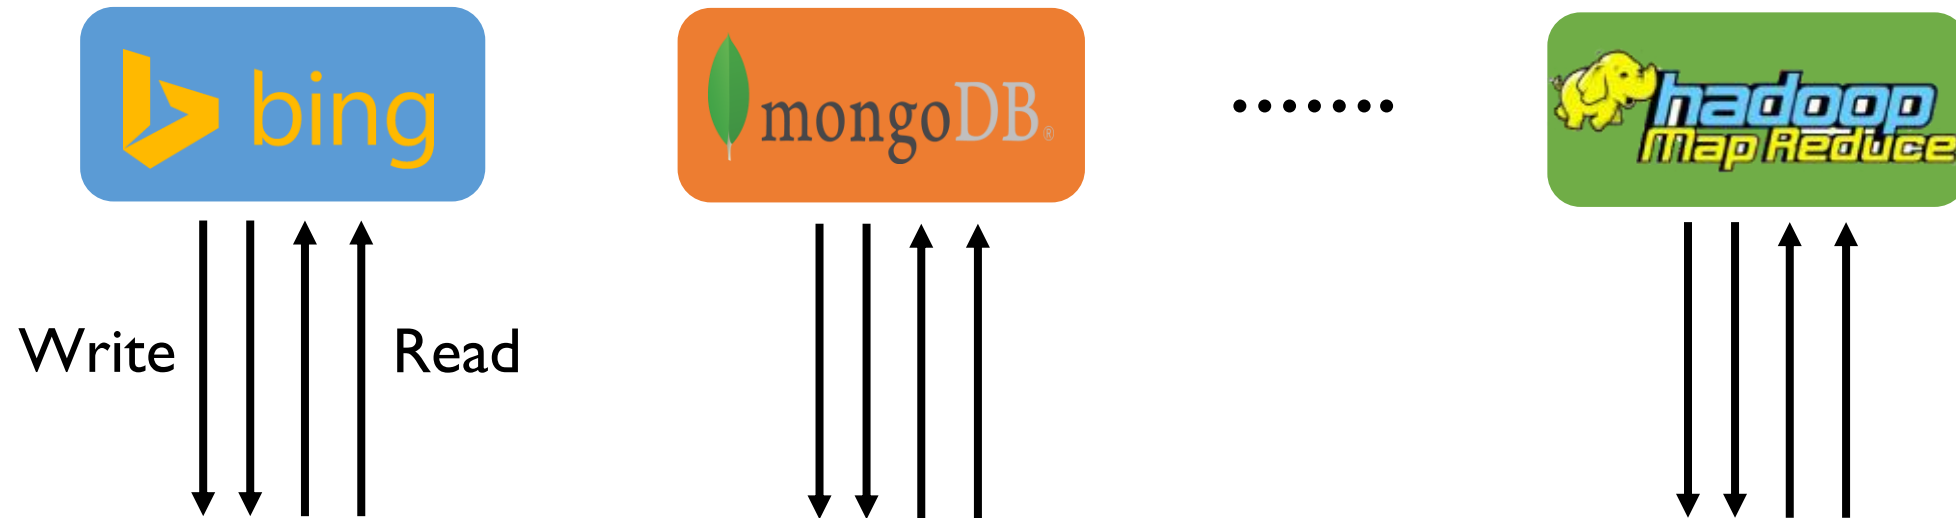 bing
mongoDB®
.......
hadoop
Map Reduce
Write
Read